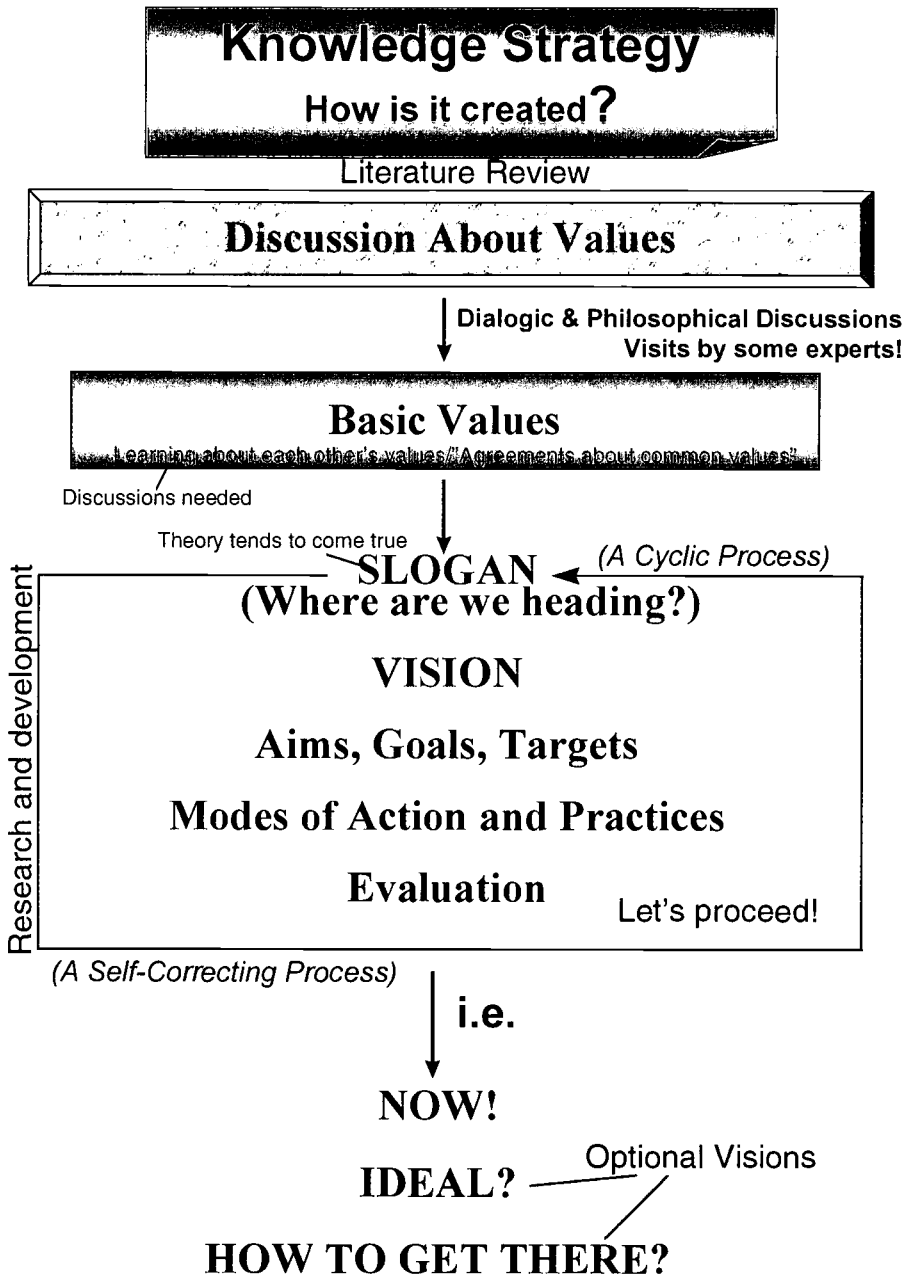 Knowledge Strategy
How is it created?
Literature Review
Discussion About Values
Dialogic & Philosophical Discussions
Visits by some experts!
Basic Values
Learning about each other's values/"Agreements about common values"
Discussions needed
Theory tends to come true
SLOGAN
(A Cyclic Process)
(Where are we heading?)
VISION
Aims, Goals, Targets
Modes of Action and Practices
Evaluation
Let's proceed!
Research and development
(A Self-Correcting Process)
i.e.
NOW!
Optional Visions
IDEAL?
HOW TO GET THERE?